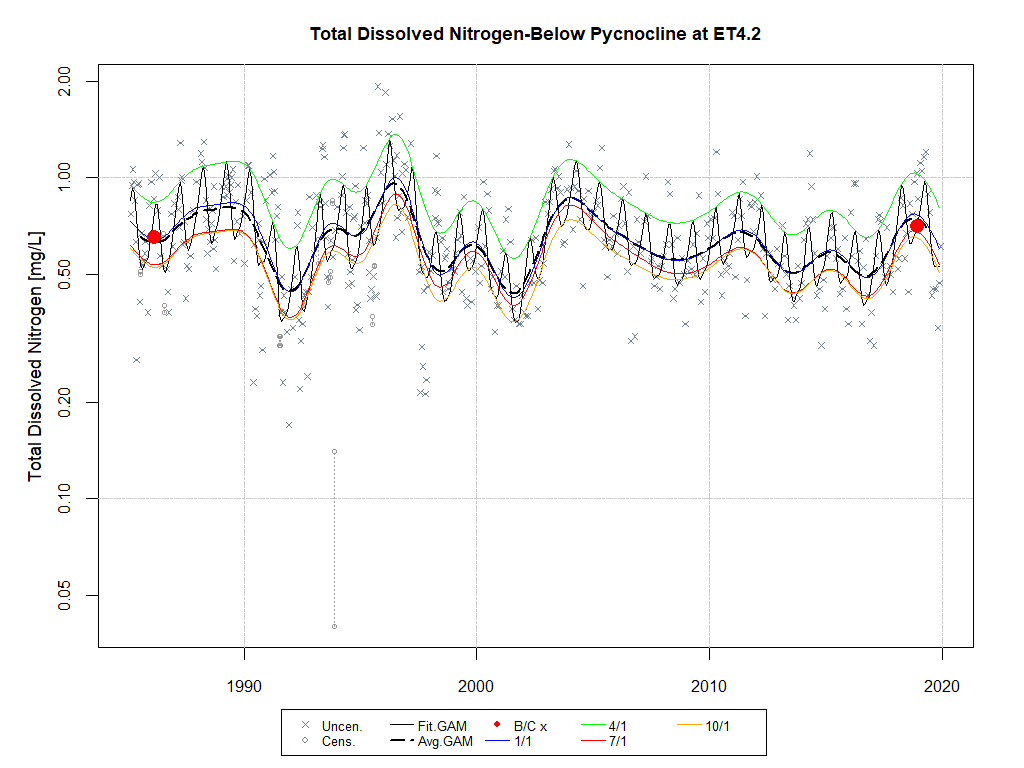 Total Dissolved Nitrogen-Below Pycnocline at ET4.2
Total Dissolved Nitrogen [mg/L]
2.00
1.00
0.50
0.20
0.10
0.05
1990 2000 2010 2020
Uncen. Fit.GAM B/C x 4/1 10/1
Cens. Avg.GAM 1/1 7/1